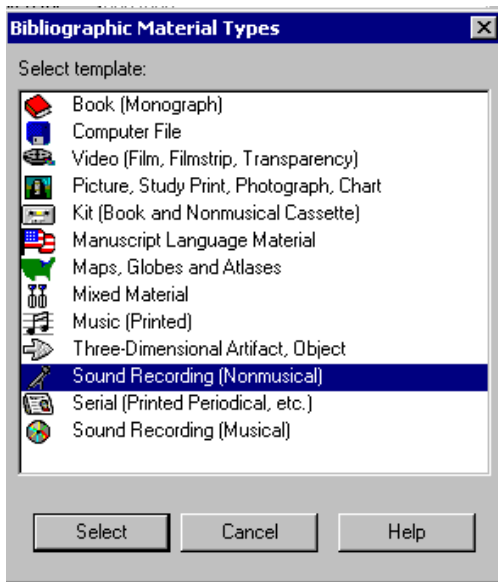 Bibliographic Material Types
Select template:
Book (Monograph)
Computer File
Video (Film, Filmstrip, Transparency)
Picture, Study Print, Photograph, Chart
Kit (Book and Nonmusical Cassette)
Manuscript Language Material
Maps, Globes and Atlases
Mixed Material
Music (Printed)
Three-Dimensional Artifact, Object
Sound Recording (Nonmusical)
Serial (Printed Periodical, etc.)
Sound Recording (Musical)
Select Cancel Help